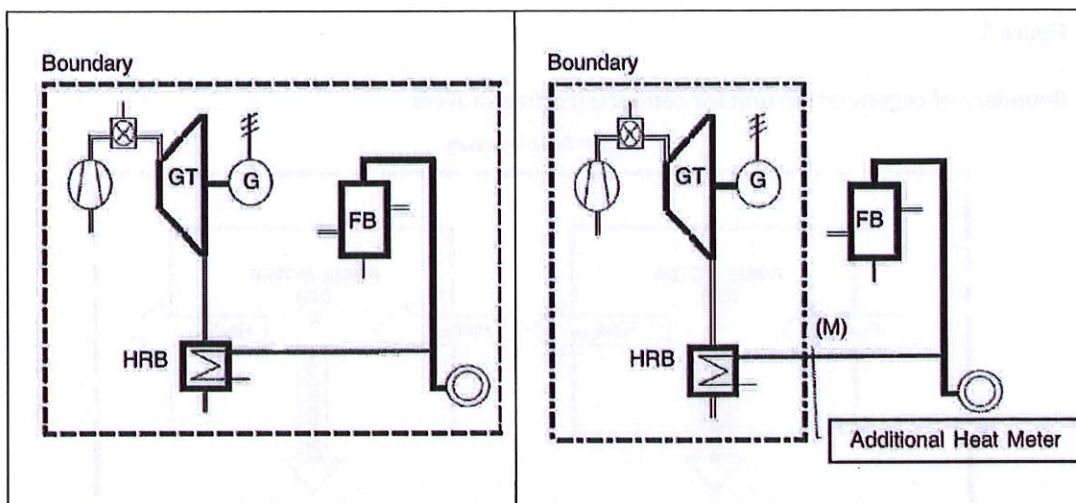 Boundary
GT
G
FB
HRB
Boundary
GT
G
FB
(M)
HRB
Additional Heat Meter